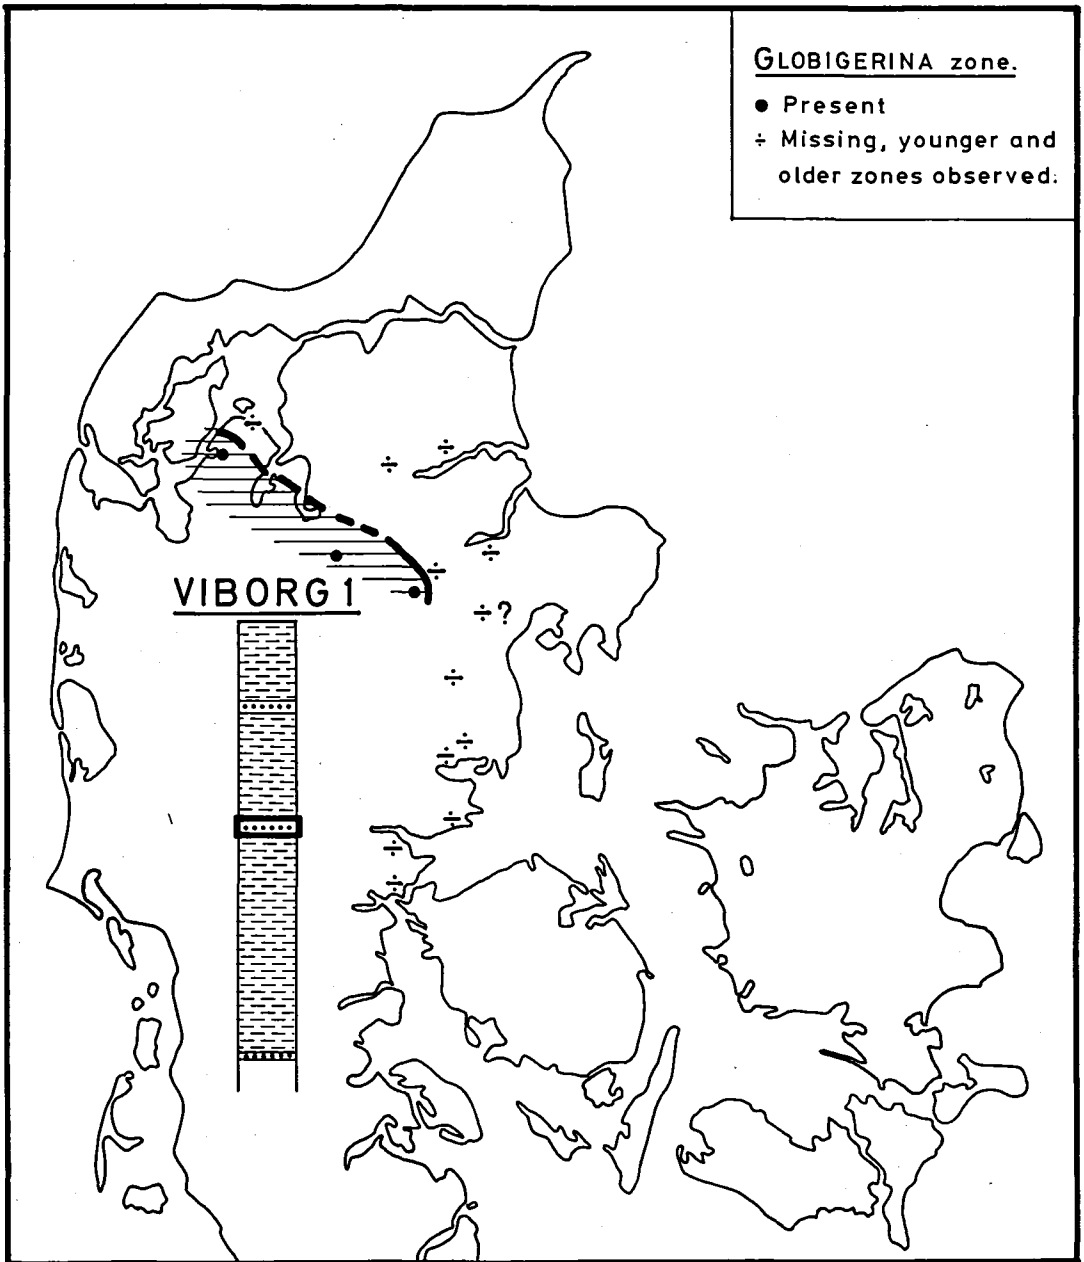 GLOBIGERINA zone.
● Present
÷ Missing, younger and
older zones observed.
÷?
VIBORG 1